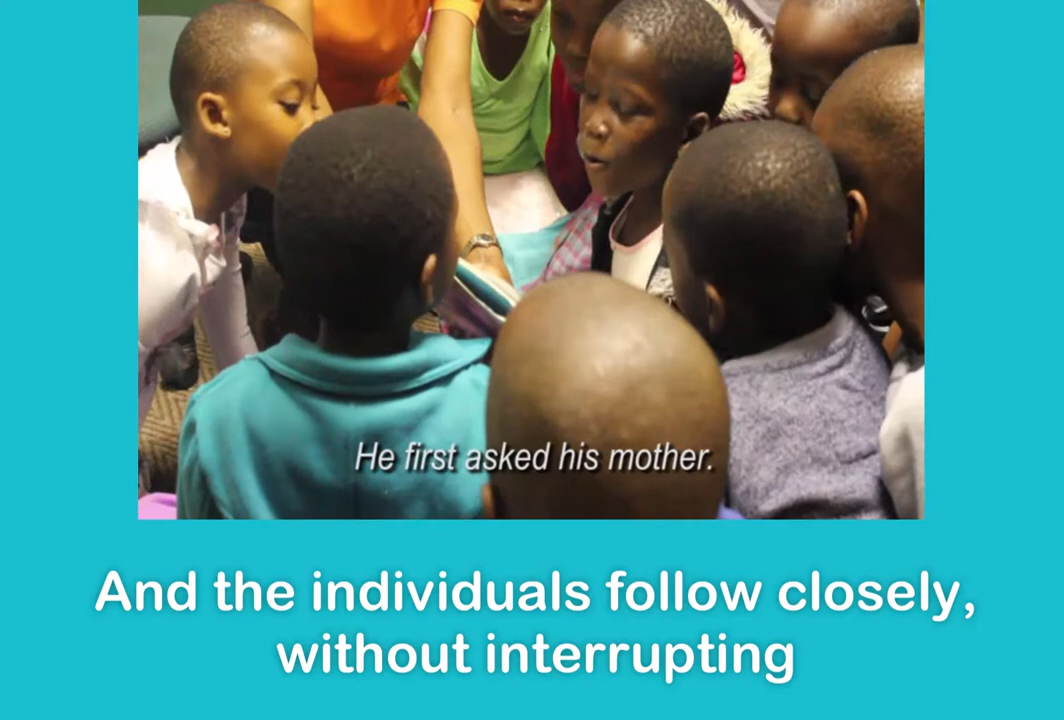 He first asked his mother.
And the individuals follow closely,
without interrupting